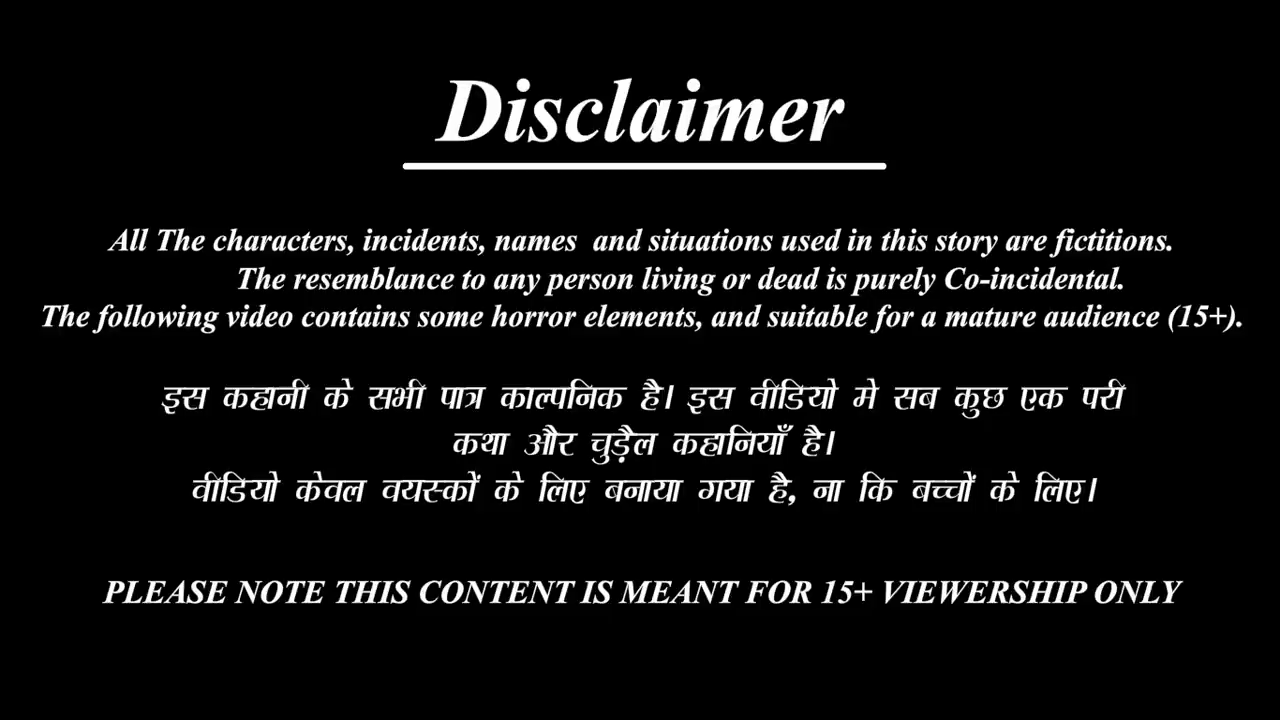 Disclaimer
All The characters, incidents, names and situations used in this story are fictitions.
The resemblance to any person living or dead is purely Co-incidental.
The following video contains some horror elements, and suitable for a mature audience (15+).
इस कहानी के सभी पात्र काल्पनिक है। इस वीडियो मे सब कुछ एक परी
कथा और चुड़ैल कहानियाँ है।
वीडियो केवल वयस्कों के लिए बनाया गया है, ना कि बच्चों के लिए।
PLEASE NOTE THIS CONTENT IS MEANT FOR 15+ VIEWERSHIP ONLY